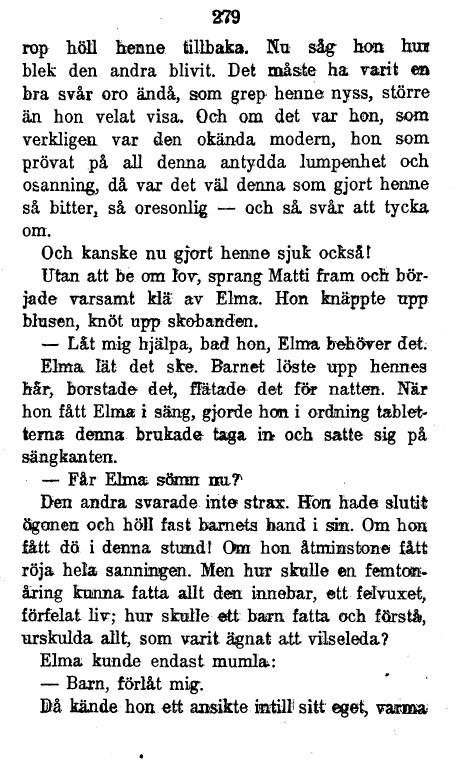 279
rop höll henne tillbaka. Nu såg hon hur
blek den andra blivit. Det måste ha varit en
bra svår oro ändå, som grep henne nyss, större
än hon velat visa. Och om det var hon, som
verkligen var den okända modern, hon som
prövat på all denna antydda lumpenhet och
osanning, då var det väl denna som gjort henne
så bitter, så oresonlig — och så svår att tycka
om.
Och kanske nu gjort henne sjuk också!
Utan att be om lov, sprang Matti fram och bör-
jade varsamt klä av Elma. Hon knäppte upp
blusen, knöt upp skobanden.
— Låt mig hjälpa, bad hon, Elma behöver det.
Elma lät det ske. Barnet löste upp hennes
hår, borstade det, flätade det för natten. När
hon fått Elma i säng, gjorde hon i ordning tablet-
terna denna brukade taga in och satte sig på
sängkanten.
— Får Elma sömn nu?
Den andra svarade inte strax. Hon hade slutit
ögonen och höll fast barnets hand i sin. Om hon
fått dö i denna stund! Om hon åtminstone fått
röja hela sanningen. Men hur skulle en femton-
åring kunna fatta allt den innebar, ett felvuxet,
förfelat liv; hur skulle ett barn fatta och förstå,
urskulda allt, som varit ägnat att vilseleda?
Elma kunde endast mumla:
— Barn, förlåt mig.
Då kände hon ett ansikte intill sitt eget, varma